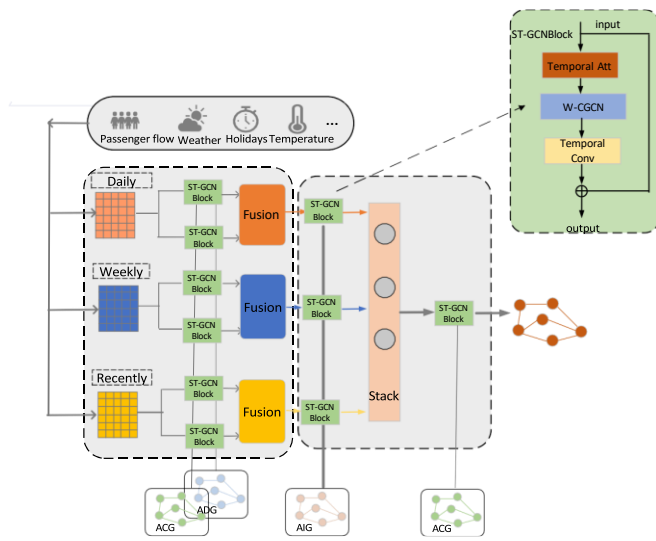 input
ST-GCNBlock
Temporal Att
W-CGCN
Temporal
Conv
output
Passenger flow
Weather
Holidays
Temperature
...
Daily
ST-GCN
Block
ST-GCN
Block
Fusion
ST-GCN
Block
Weekly
ST-GCN
Block
ST-GCN
Block
Fusion
ST-GCN
Block
Recently
ST-GCN
Block
ST-GCN
Block
Fusion
ST-GCN
Block
Stack
ST-GCN
Block
ADG
ACG
AIG
ACG